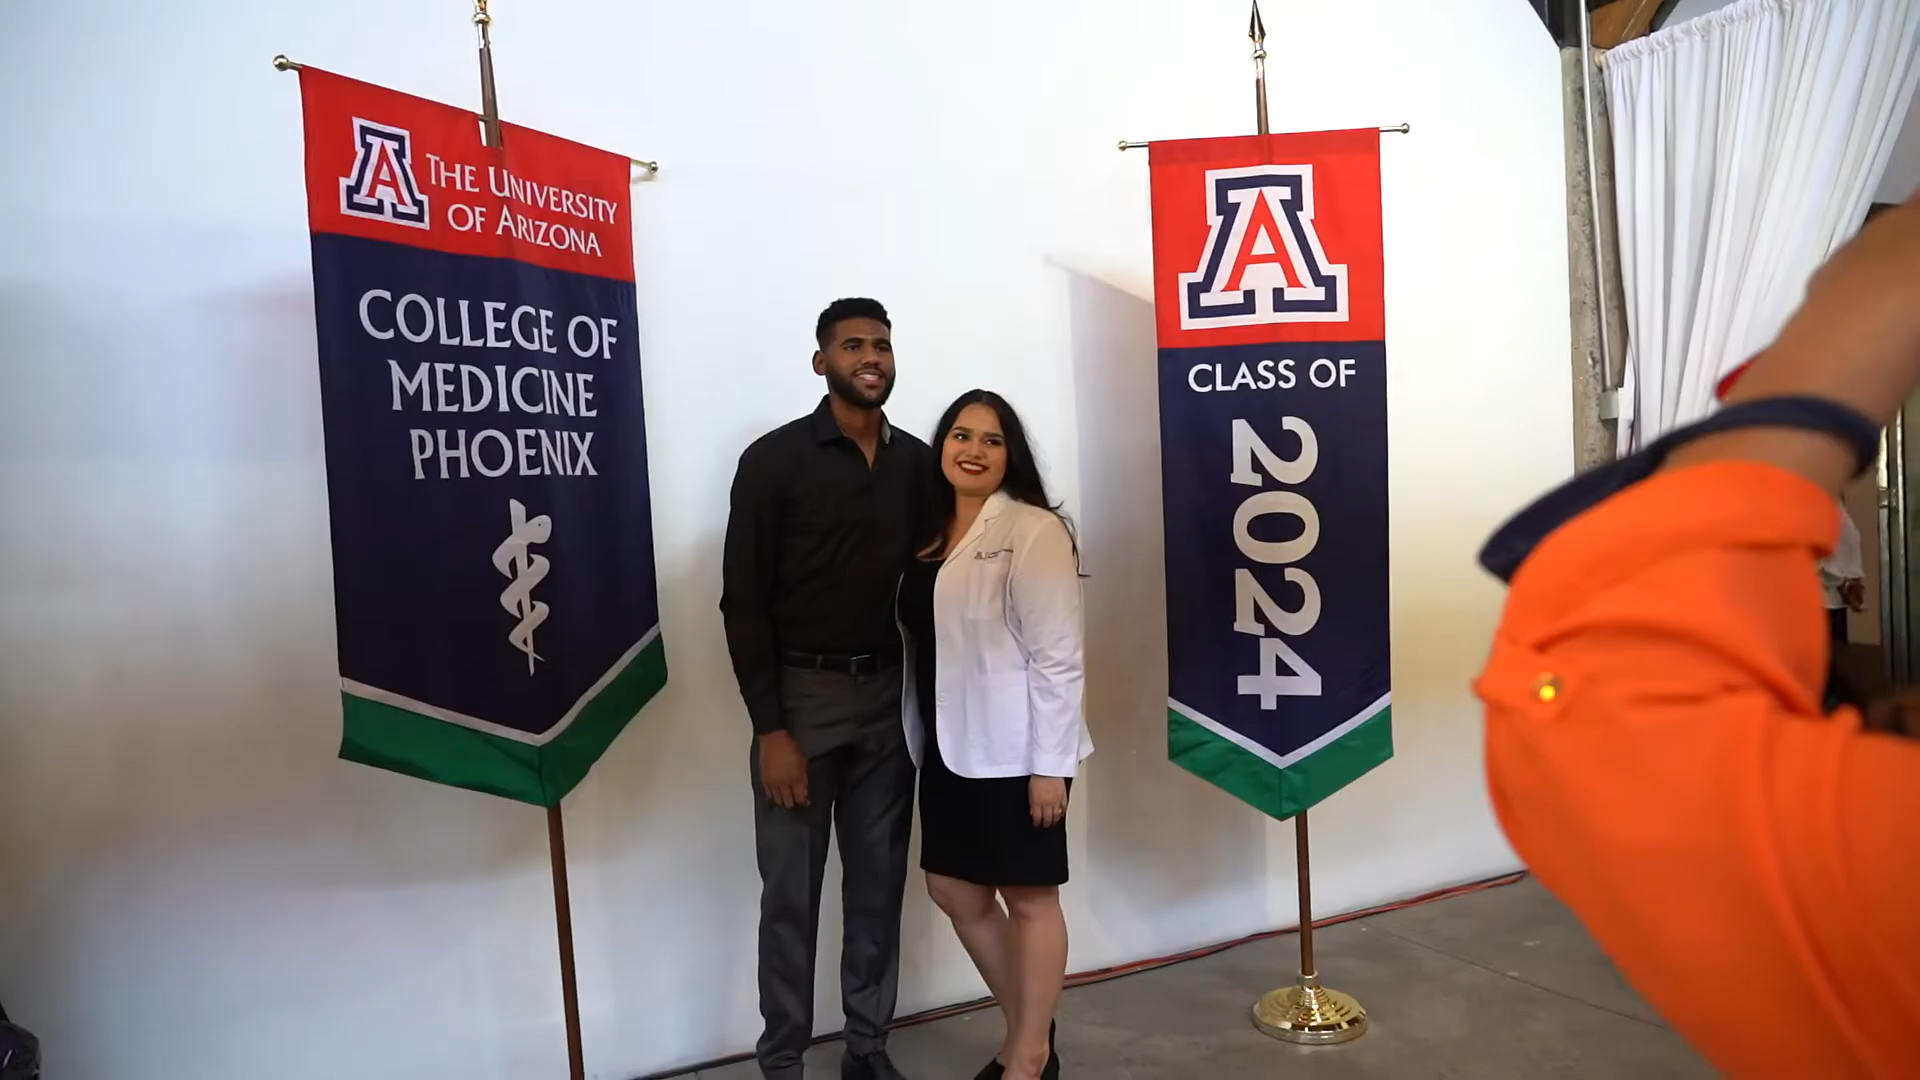 A THE UNIVERSITY
OF ARIZONA
COLLEGE OF
MEDICINE
PHOENIX
A
CLASS OF
2024
A